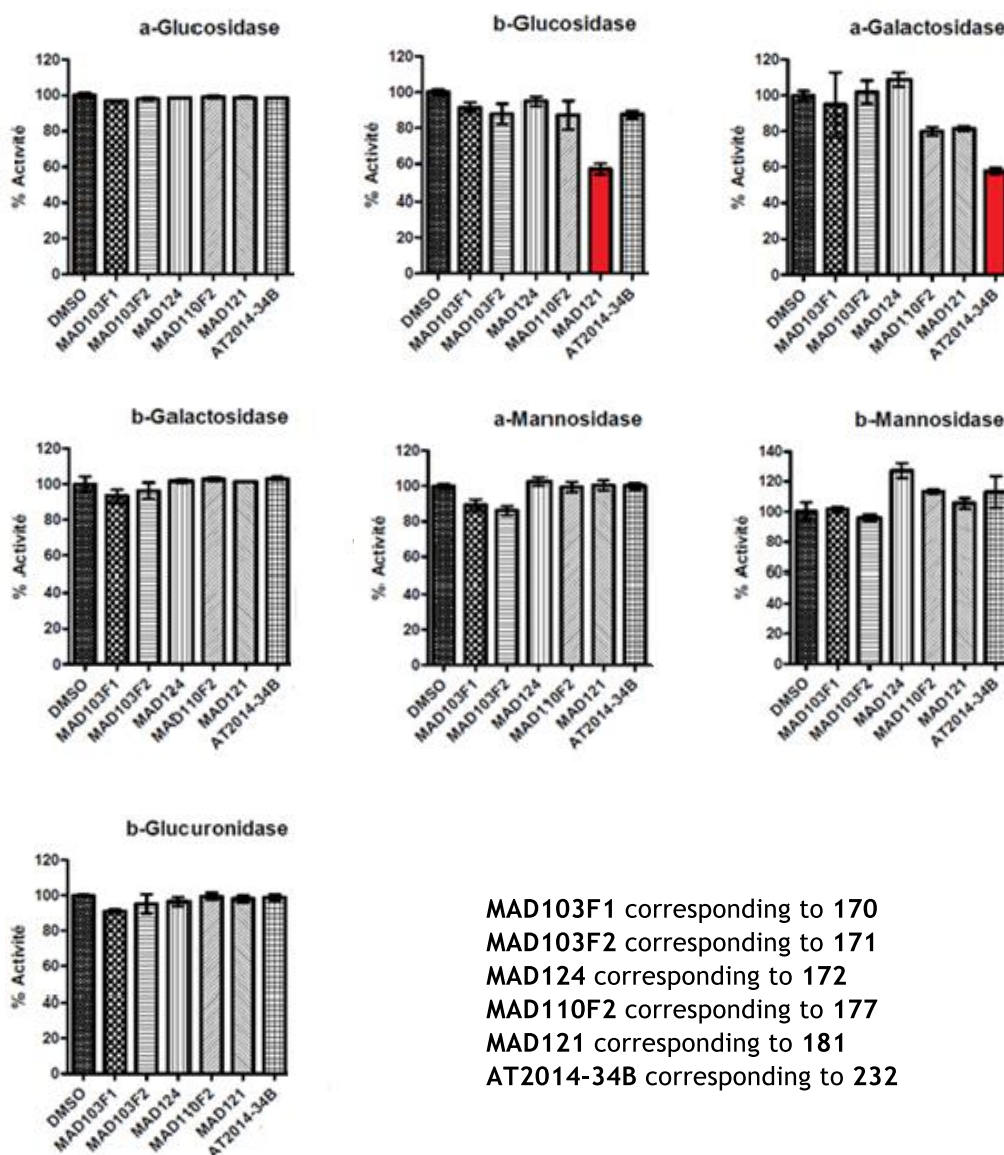 a-Glucosidase
% Activité
120
100
80
60
40
20
0
DMSO
MAD103F1
MAD103F2
MAD124
MAD110F2
MAD121
AT2014-34B
b-Glucosidase
% Activité
120
100
80
60
40
20
0
DMSO
MAD103F1
MAD103F2
MAD124
MAD110F2
MAD121
AT2014-34B
a-Galactosidase
% Activité
120
100
80
60
40
20
0
DMSO
MAD103F1
MAD103F2
MAD124
MAD110F2
MAD121
AT2014-34B
b-Galactosidase
% Activité
120
100
80
60
40
20
0
DMSO
MAD103F1
MAD103F2
MAD124
MAD110F2
MAD121
AT2014-34B
a-Mannosidase
% Activité
120
100
80
60
40
20
0
DMSO
MAD103F1
MAD103F2
MAD124
MAD110F2
MAD121
AT2014-34B
b-Mannosidase
% Activité
140
120
100
80
60
40
20
0
DMSO
MAD103F1
MAD103F2
MAD124
MAD110F2
MAD121
AT2014-34B
b-Glucuronidase
% Activité
120
100
80
60
40
20
0
DMSO
MAD103F1
MAD103F2
MAD124
MAD110F2
MAD121
AT2014-34B
MAD103F1 corresponding to 170
MAD103F2 corresponding to 171
MAD124 corresponding to 172
MAD110F2 corresponding to 177
MAD121 corresponding to 181
AT2014-34B corresponding to 232